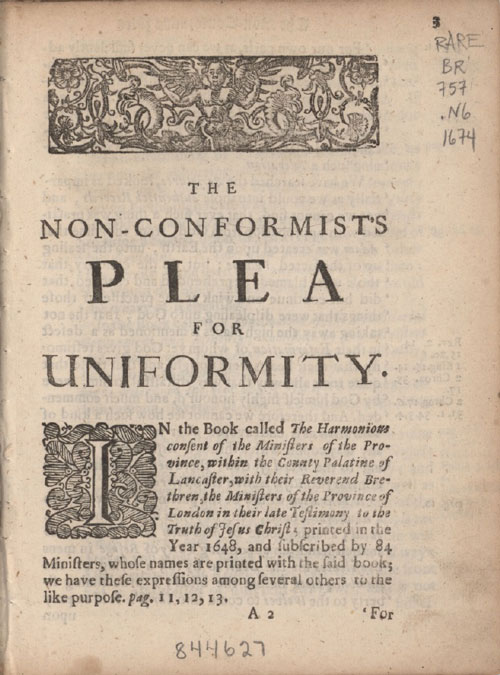 3
RARE
BR
757
.N6
1674
THE
NON-CONFORMIST'S
PLEA
FOR
UNIFORMITY.
IN the Book called The Harmonious
consent of the Ministers of the Pro-
vince, within the County Palatine of
Lancaster, with their Reverend Bre-
thren, the Ministers of the Province of
London in their late Testimony to the
Truth of Jesus Christ; printed in the
Year 1648, and subscribed by 84
Ministers, whose names are printed with the said book;
we have these expressions among several others to the
like purpose. pag. 11, 12, 13.
A 2 'For
844627